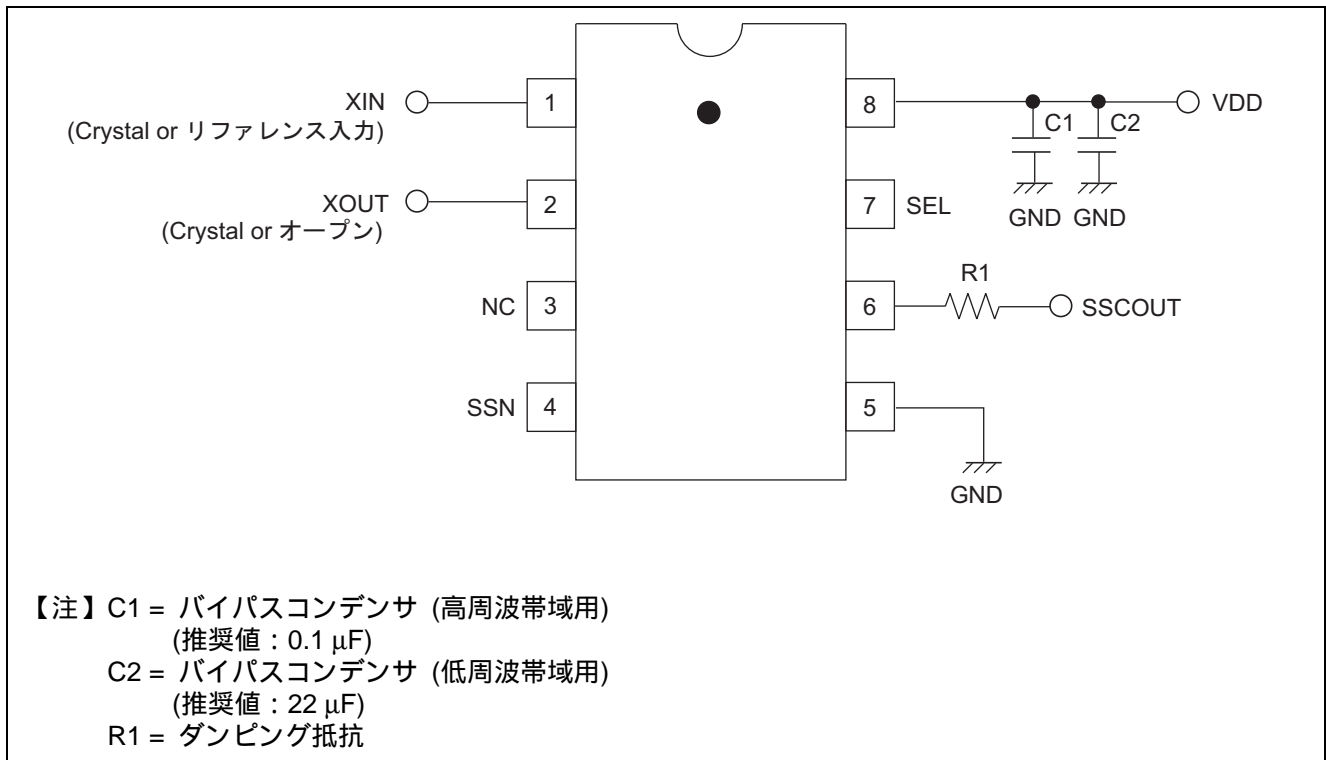 XIN
(Crystal or リファレンス入力)
1
8
VDD
C1
C2
XOUT
(Crystal or オープン)
2
7
SEL
GND
GND
R1
NC
3
6
SSCOUT
SSN
4
5
GND
【注】C1 = バイパスコンデンサ (高周波帯域用)
(推奨値：0.1 μF)
C2 = バイパスコンデンサ (低周波帯域用)
(推奨値：22 μF)
R1 = ダンピング抵抗